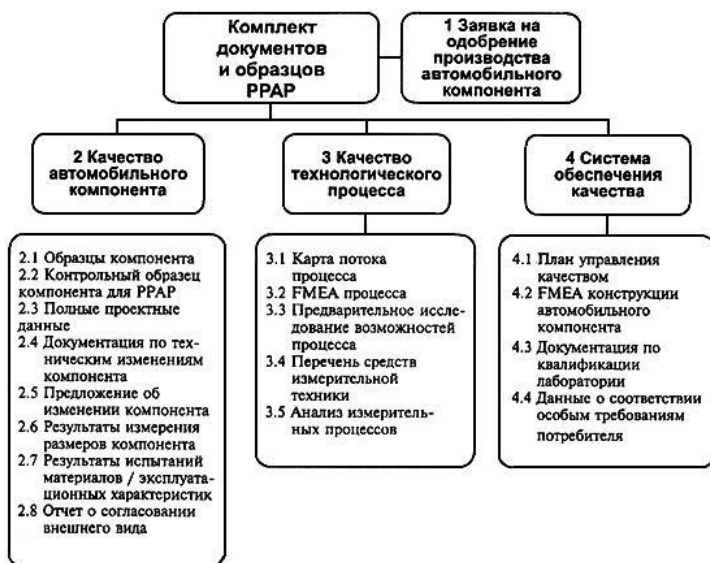 Комплект
документов
и образцов
PPAP
1 Заявка на
одобрение
производства
автомобильного
компонента
2 Качество
автомобильного
компонента
3 Качество
технологического
процесса
4 Система
обеспечения
качества
2.1 Образцы компонента
2.2 Контрольный образец
компонента для PPAP
2.3 Полные проектные
данные
2.4 Документация по тех-
ническим изменениям
компонента
2.5 Предложение об
изменении компонента
2.6 Результаты измерения
размеров компонента
2.7 Результаты испытаний
материалов / эксплуата-
ционных характеристик
2.8 Отчет о согласовании
внешнего вида
3.1 Карта потока
процесса
3.2 FMEA процесса
3.3 Предварительное иссле-
дование возможностей
процесса
3.4 Перечень средств
измерительной
техники
3.5 Анализ измеритель-
ных процессов
4.1 План управления
качеством
4.2 FMEA конструкции
автомобильного
компонента
4.3 Документация по
квалификации
лаборатории
4.4 Данные о соответствии
особым требованиям
потребителя